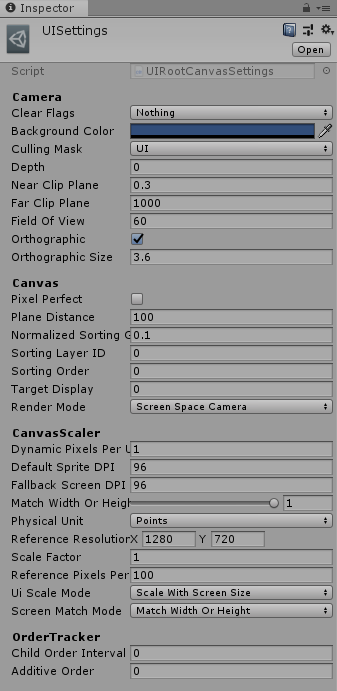 Inspector
UISettings
Open
Script UIRootCanvasSettings
Camera
Clear Flags Nothing
Background Color
Culling Mask UI
Depth 0
Near Clip Plane 0.3
Far Clip Plane 1000
Field Of View 60
Orthographic
Orthographic Size 3.6
Canvas
Pixel Perfect
Plane Distance 100
Normalized Sorting G 0.1
Sorting Layer ID 0
Sorting Order 0
Target Display 0
Render Mode Screen Space Camera
CanvasScaler
Dynamic Pixels Per U 1
Default Sprite DPI 96
Fallback Screen DPI 96
Match Width Or Heigh 1
Physical Unit Points
Reference Resolution X 1280 Y 720
Scale Factor 1
Reference Pixels Per 100
Ui Scale Mode Scale With Screen Size
Screen Match Mode Match Width Or Height
OrderTracker
Child Order Interval 0
Additive Order 0